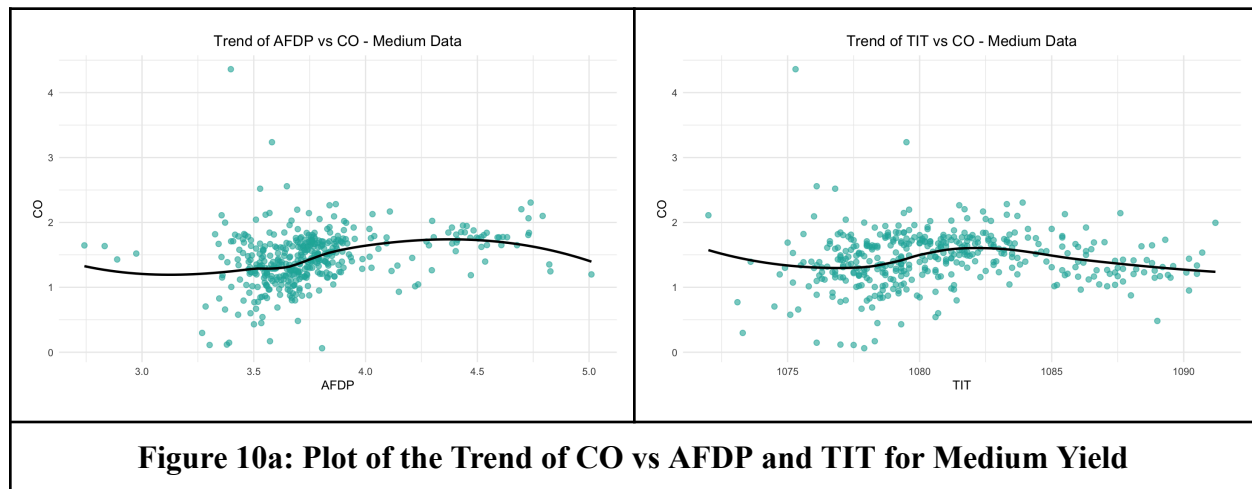 Trend of AFDP vs CO - Medium Data
4
3
2
1
0
CO
3.0 3.5 4.0 4.5 5.0
AFDP
Trend of TIT vs CO - Medium Data
4
3
2
1
0
CO
1075 1080 1085 1090
TIT
Figure 10a: Plot of the Trend of CO vs AFDP and TIT for Medium Yield